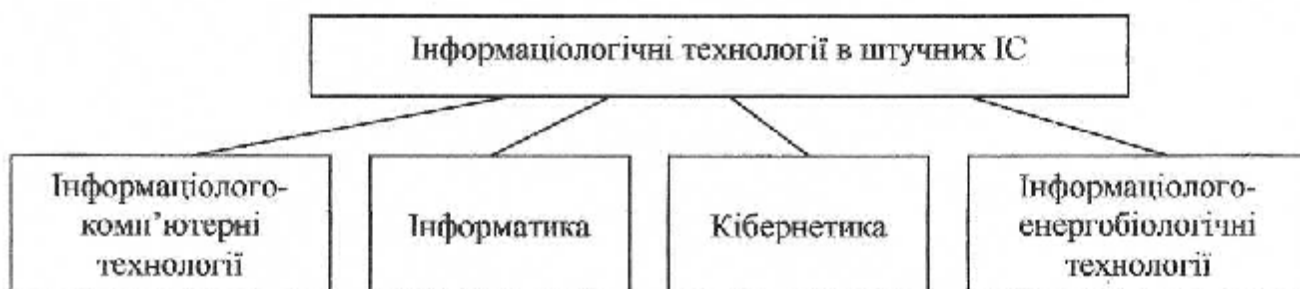 Інформаціологічні технології в штучних ІС
Інформаціолого-
комп’ютерні
технології
Інформатика
Кібернетика
Інформаціолого-
енергобіологічні
технології